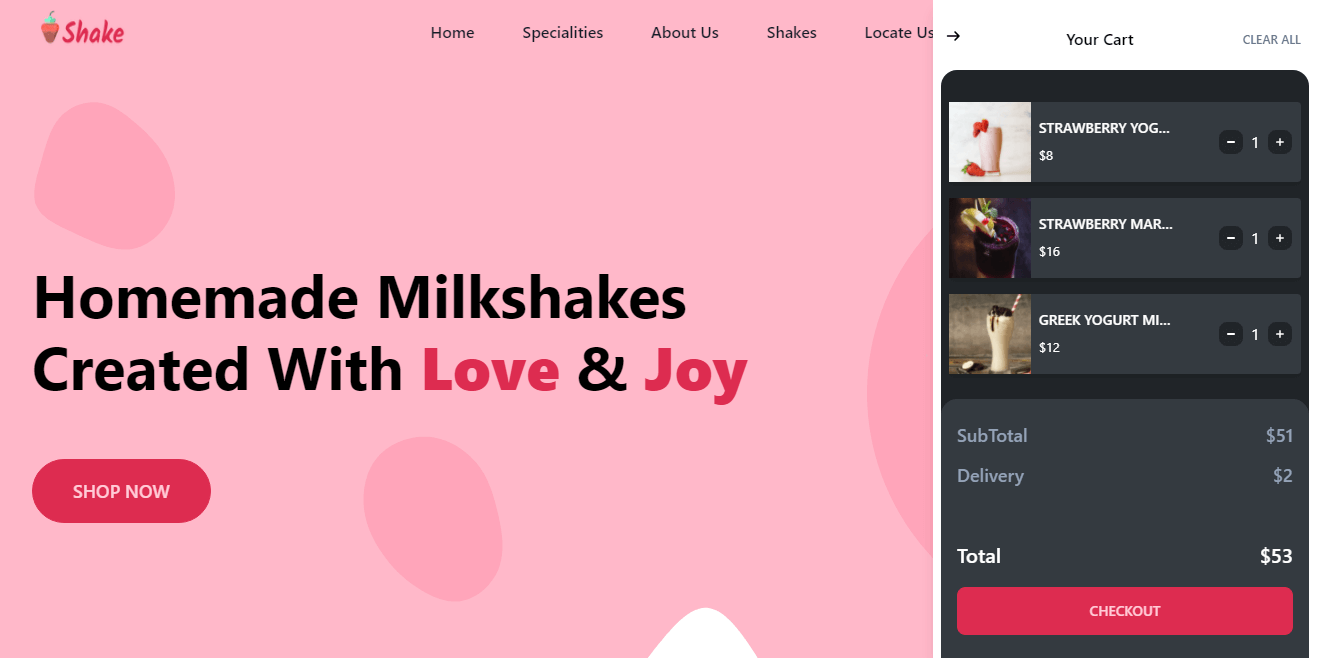 Shake
Home
Specialities
About Us
Shakes
Locate Us
Your Cart
CLEAR ALL
Homemade Milkshakes
Created With Love & Joy
SHOP NOW
STRAWBERRY YOG...
$8
− 1 +
STRAWBERRY MAR...
$16
− 1 +
GREEK YOGURT MI...
$12
− 1 +
SubTotal $51
Delivery $2
Total $53
CHECKOUT